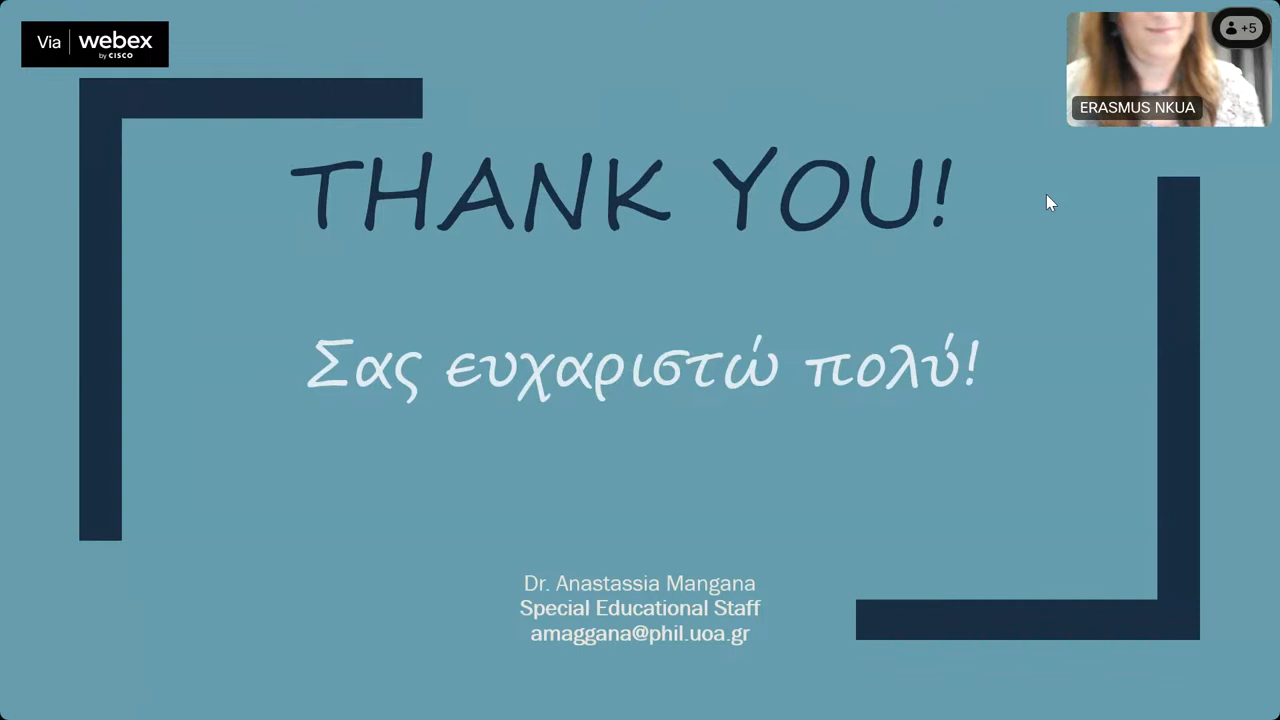 Via webex
by CISCO
+5
ERASMUS NKUA
THANK YOU!
Σας ευχαριστώ πολύ!
Dr. Anastassia Mangana
Special Educational Staff
amaggana@phil.uoa.gr